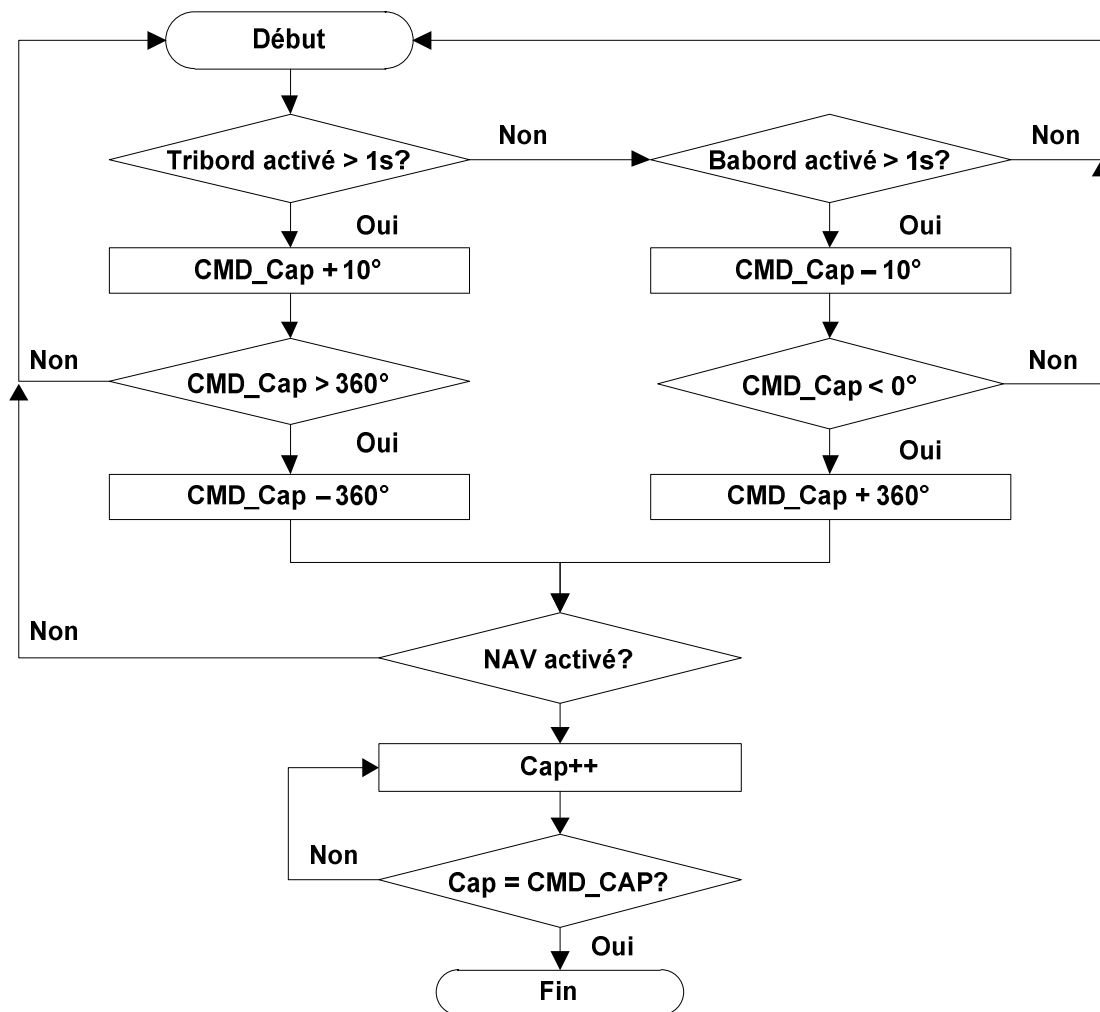 Début
Tribord activé > 1s?
Non
Babord activé > 1s?
Non
Oui
Oui
CMD_Cap + 10°
CMD_Cap – 10°
Non
CMD_Cap > 360°
CMD_Cap < 0°
Non
Oui
Oui
CMD_Cap – 360°
CMD_Cap + 360°
Non
NAV activé?
Cap++
Non
Cap = CMD_CAP?
Oui
Fin